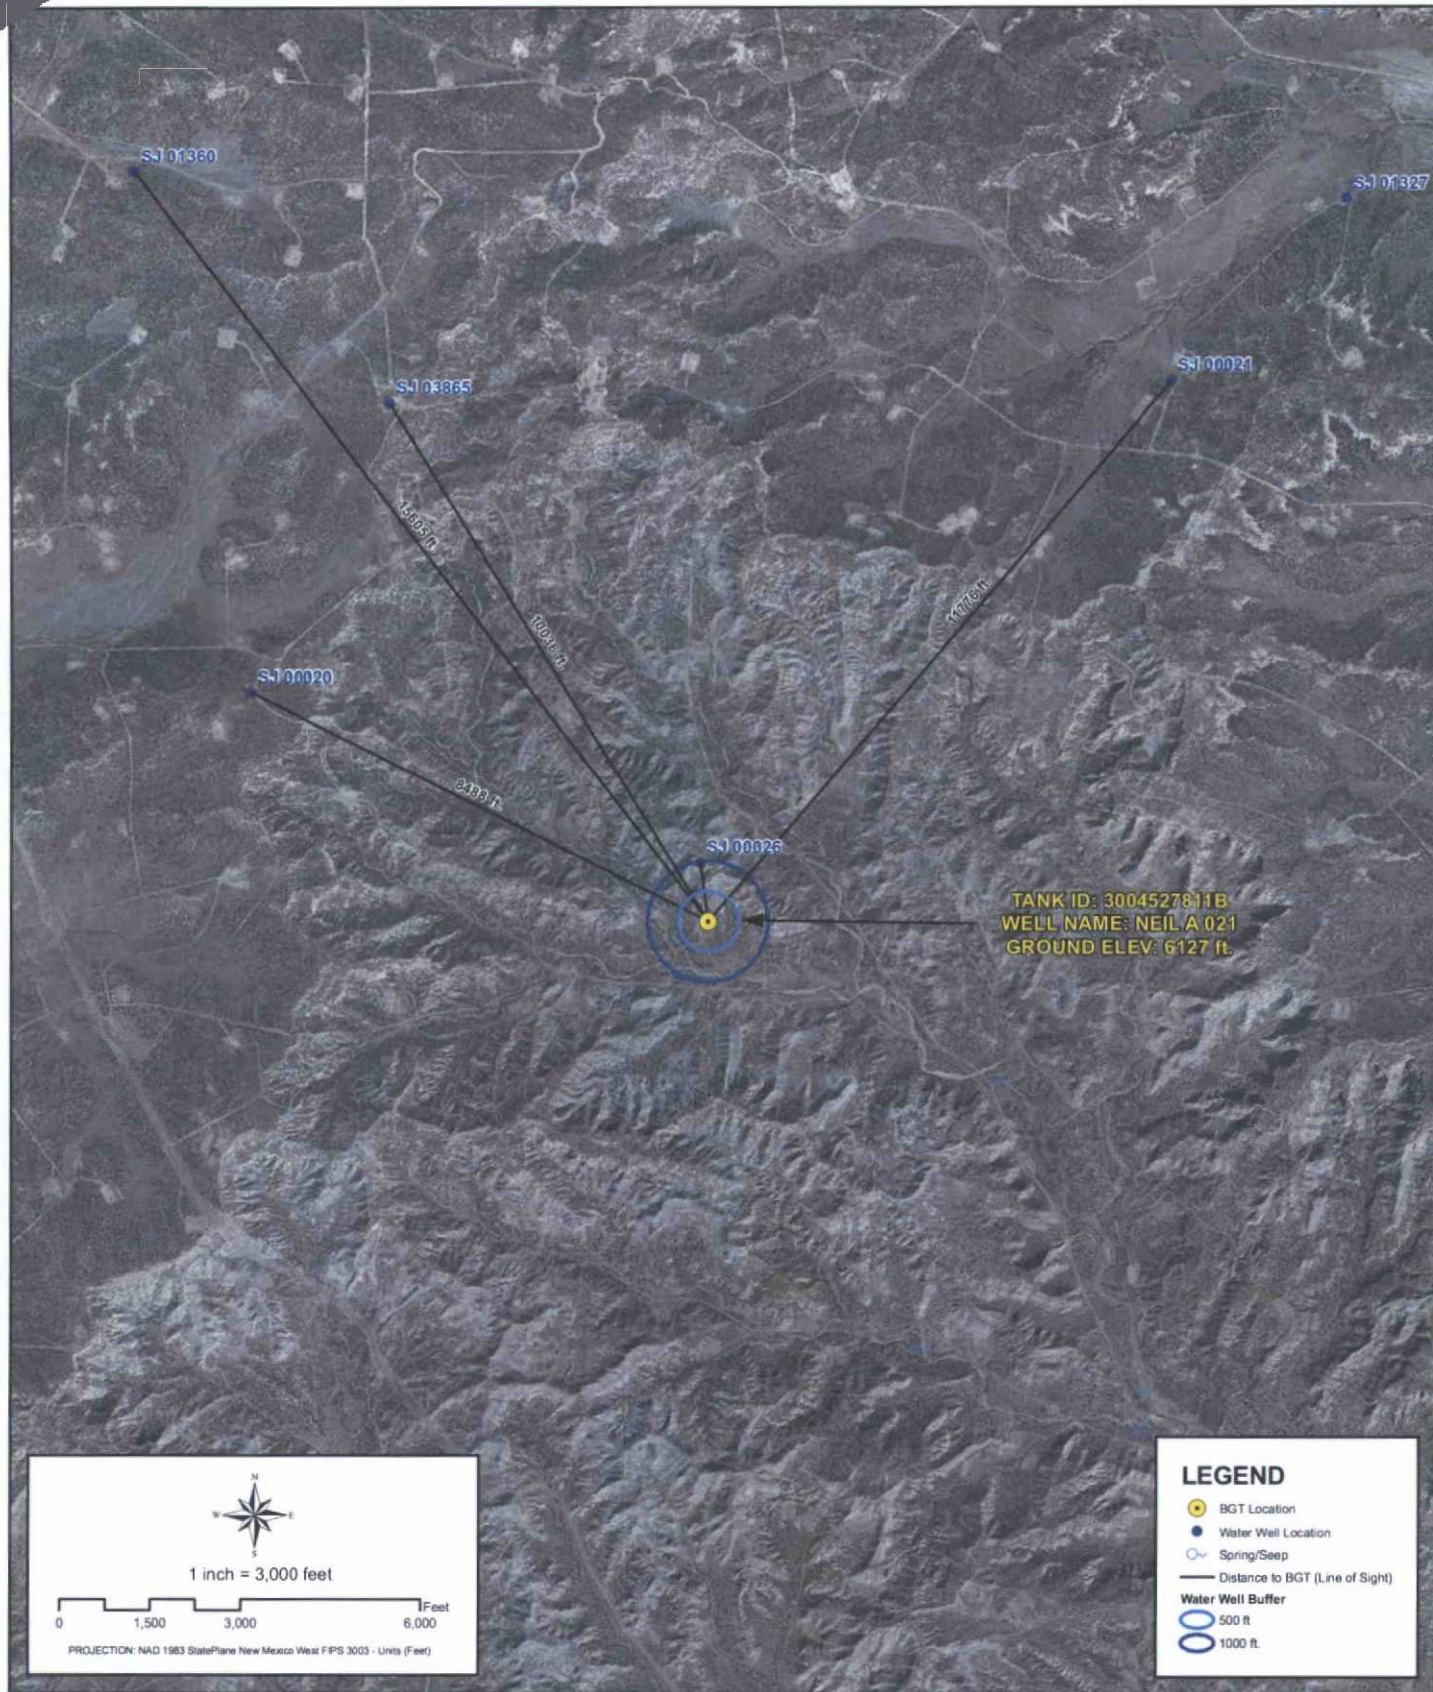 SJ 01360
SJ 01327
SJ 00021
SJ 03865
15605 ft.
10036 ft.
11776 ft.
SJ 00020
8488 ft.
SJ 00026
TANK ID: 3004527811B
WELL NAME: NEIL A 021
GROUND ELEV: 6127 ft.
N
W E
S
1 inch = 3,000 feet
Feet
0 1,500 3,000 6,000
PROJECTION: NAD 1983 StatePlane New Mexico West FIPS 3003 - Units (Feet)
LEGEND
BGT Location
Water Well Location
Spring/Seep
Distance to BGT (Line of Sight)
Water Well Buffer
500 ft
1000 ft.